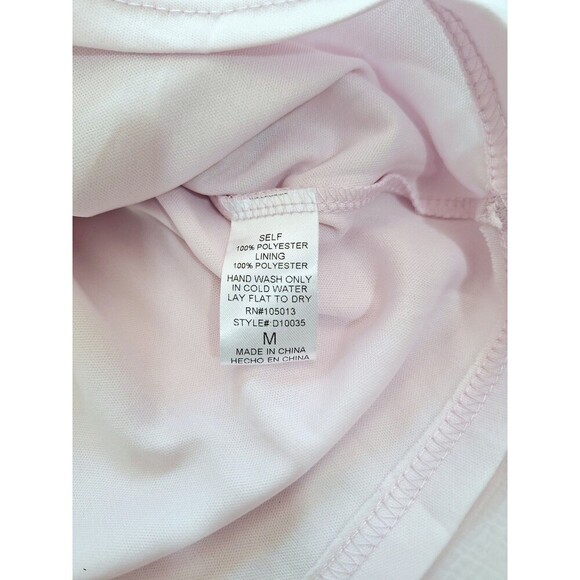 SELF
100% POLYESTER
LINING
100% POLYESTER
HAND WASH ONLY
IN COLD WATER
LAY FLAT TO DRY
RN#105013
STYLE#:D10035
M
MADE IN CHINA
HECHO EN CHINA